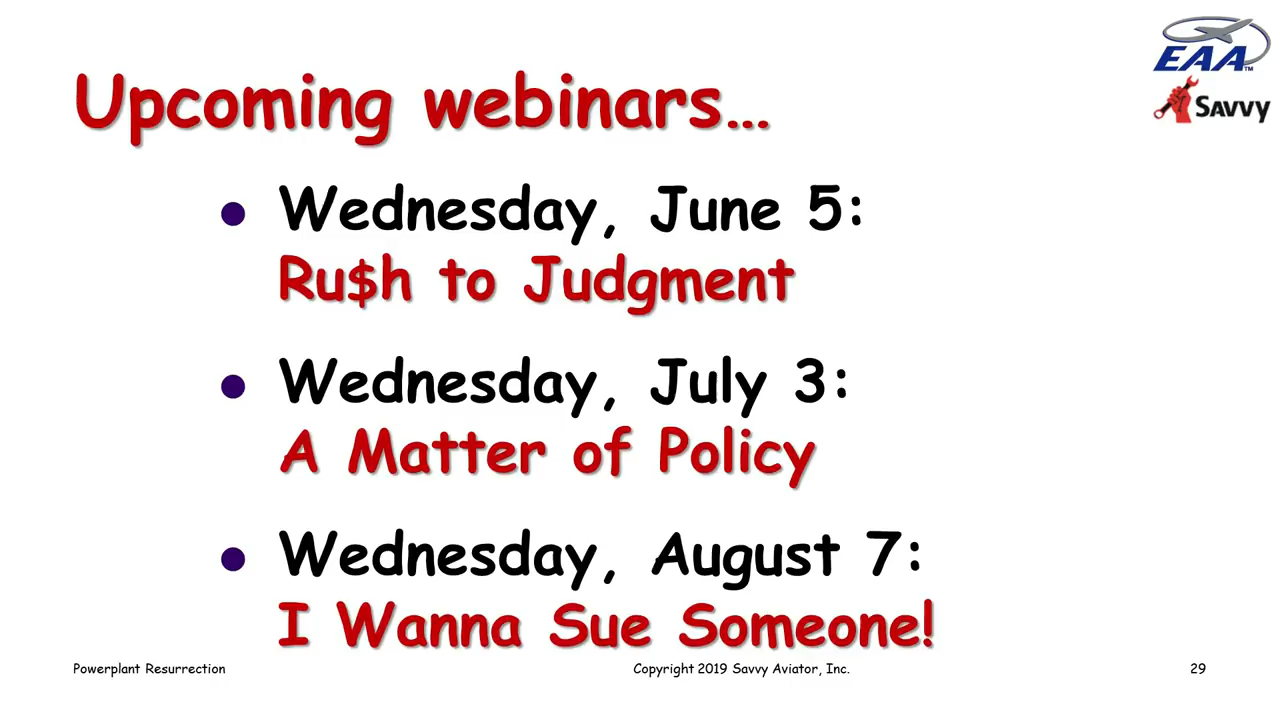 EAA™
Savvy
Upcoming webinars…
Wednesday, June 5:
Ru$h to Judgment
Wednesday, July 3:
A Matter of Policy
Wednesday, August 7:
I Wanna Sue Someone!
Powerplant Resurrection
Copyright 2019 Savvy Aviator, Inc.
29